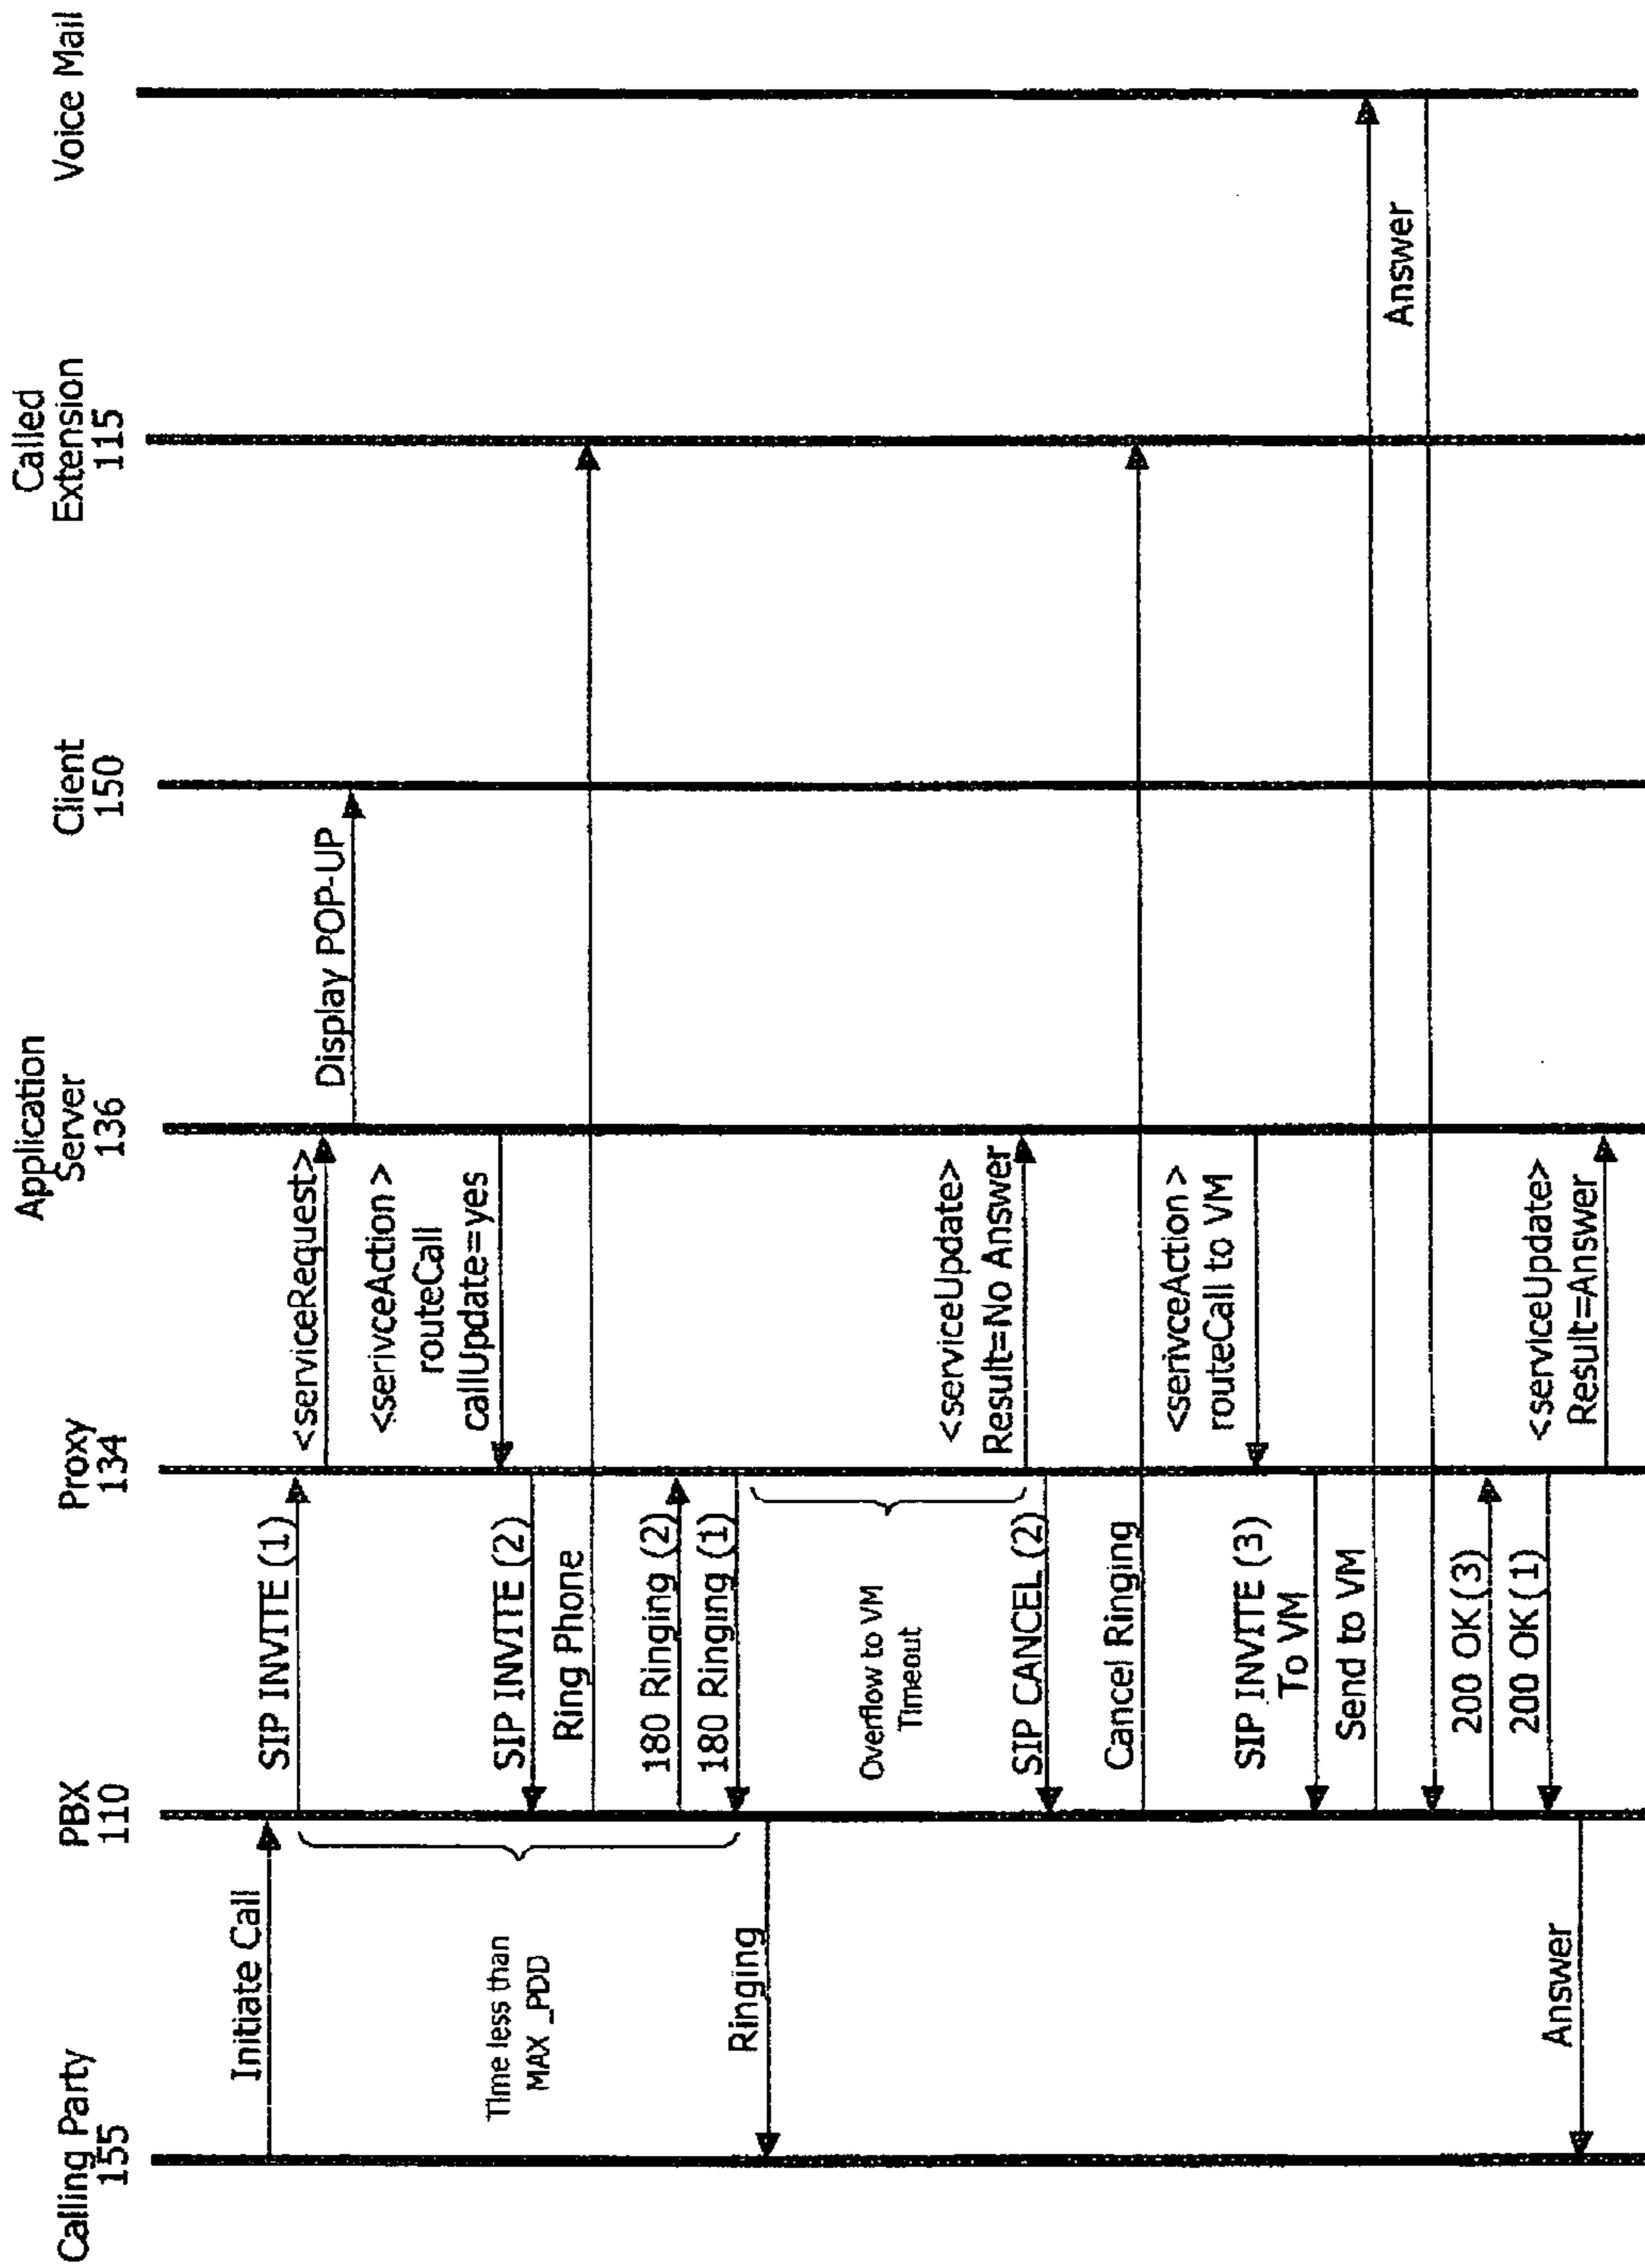 Calling Party
155
PBX
110
Proxy
134
Application
Server
136
Client
150
Called
Extension
115
Voice Mail
Initiate Call
SIP INVITE (1)
<serviceRequest>
Display POP-UP
<serivceAction>
routeCall
callUpdate=yes
Time less than
MAX_PDD
SIP INVITE (2)
Ring Phone
180 Ringing (2)
180 Ringing (1)
Ringing
Overflow to VM
Timeout
<serviceUpdate>
Result=No Answer
SIP CANCEL (2)
Cancel Ringing
<serivceAction>
routeCall to VM
SIP INVITE (3)
To VM
Send to VM
Answer
200 OK (3)
200 OK (1)
Answer
<serviceUpdate>
Result=Answer